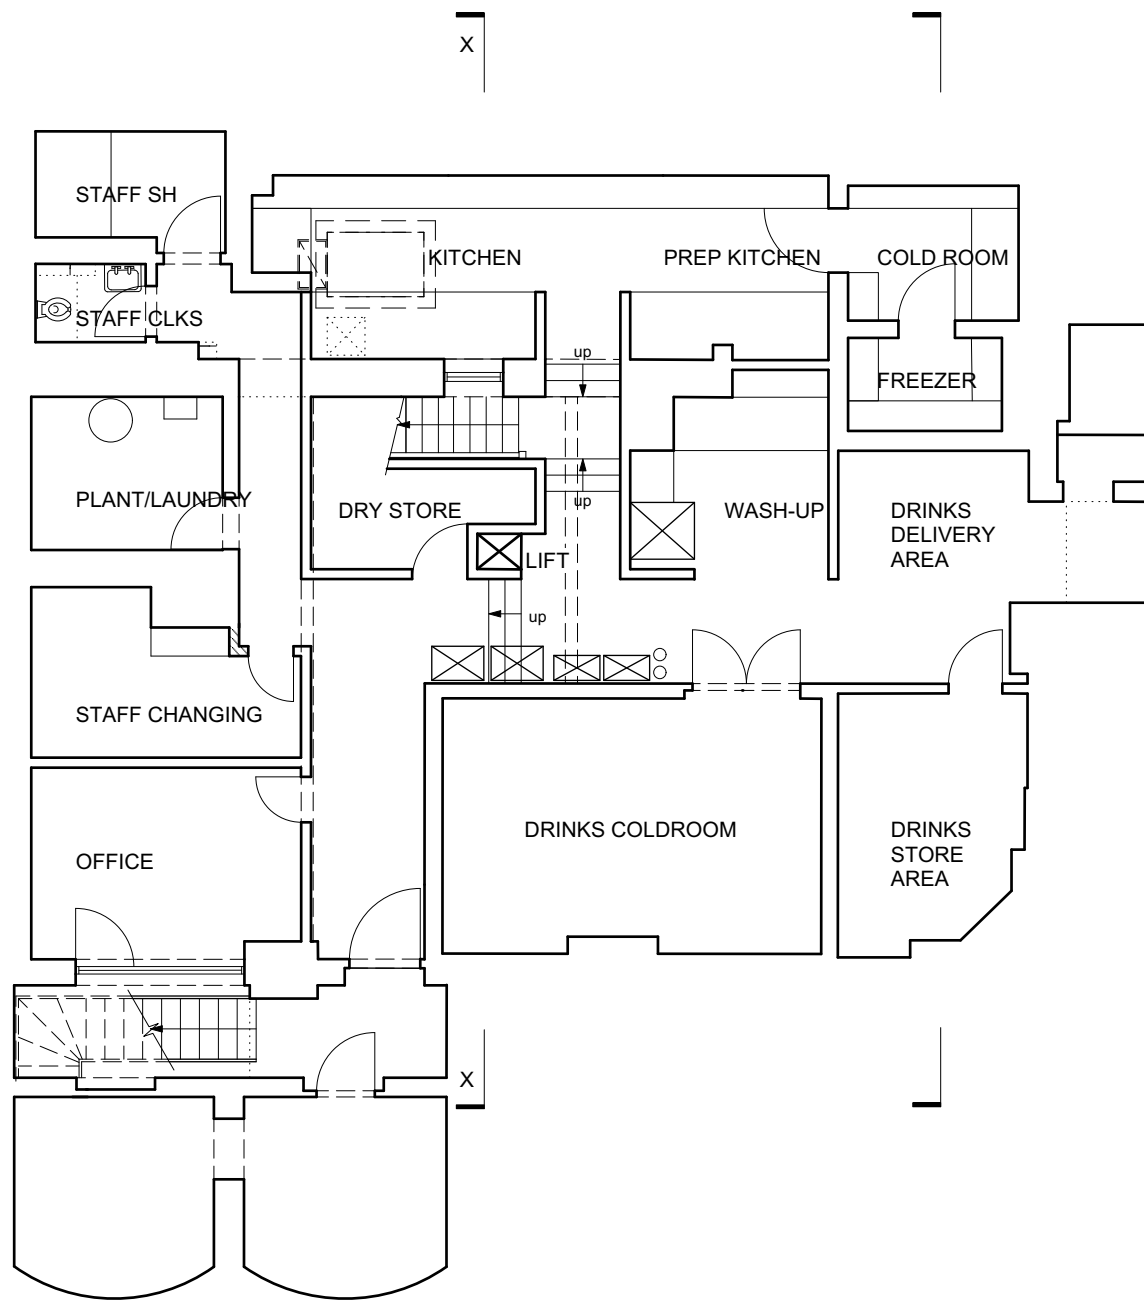 X
STAFF SH
KITCHEN
PREP KITCHEN
COLD ROOM
STAFF CLKS
up
FREEZER
PLANT/LAUNDRY
DRY STORE
up
WASH-UP
DRINKS
DELIVERY
AREA
LIFT
up
STAFF CHANGING
DRINKS COLDROOM
DRINKS
STORE
AREA
OFFICE
X